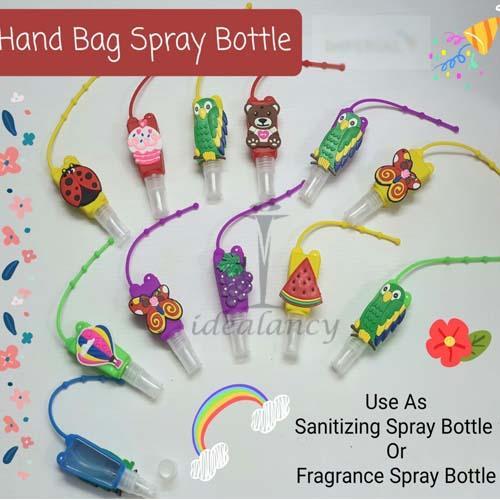 Hand Bag Spray Bottle
idealancy
Use As
Sanitizing Spray Bottle
Or
Fragrance Spray Bottle